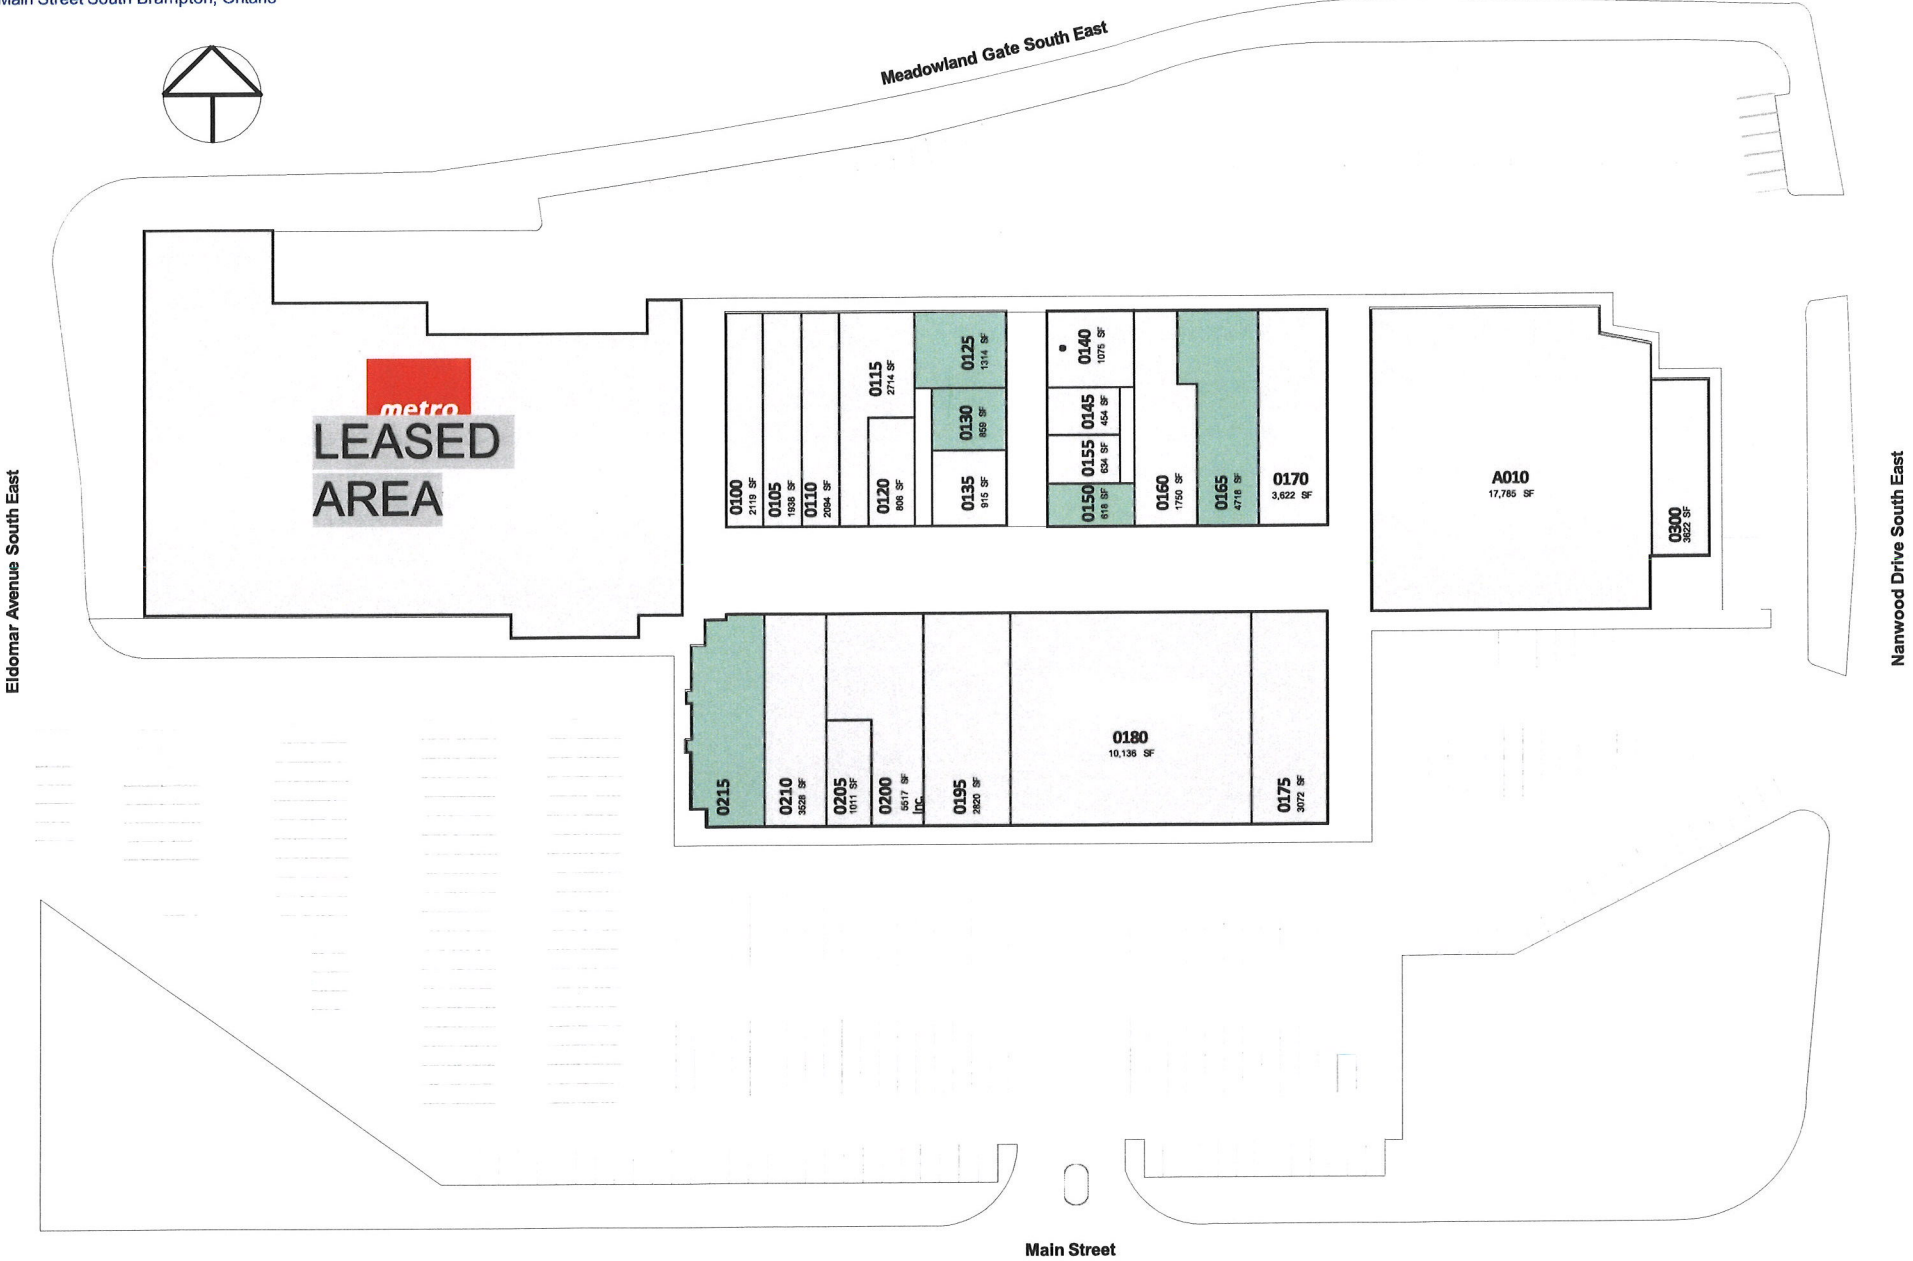 Main Street South Brampton, Ontario
Meadowland Gate South East
metro
LEASED
AREA
Eldomar Avenue South East
Nanwood Drive South East
0100
2119 SF
0105
1938 SF
0110
2094 SF
0115
2714 SF
0120
806 SF
0125
1314 SF
0130
859 SF
0135
915 SF
0140
1075 SF
0145
454 SF
0155
634 SF
0150
618 SF
0160
1750 SF
0165
4718 SF
0170
3,622 SF
A010
17,785 SF
0300
3622 SF
0215
0210
3528 SF
0205
1011 SF
0200
5517 SF
Inc.
0195
2820 SF
0180
10,136 SF
0175
3072 SF
Main Street